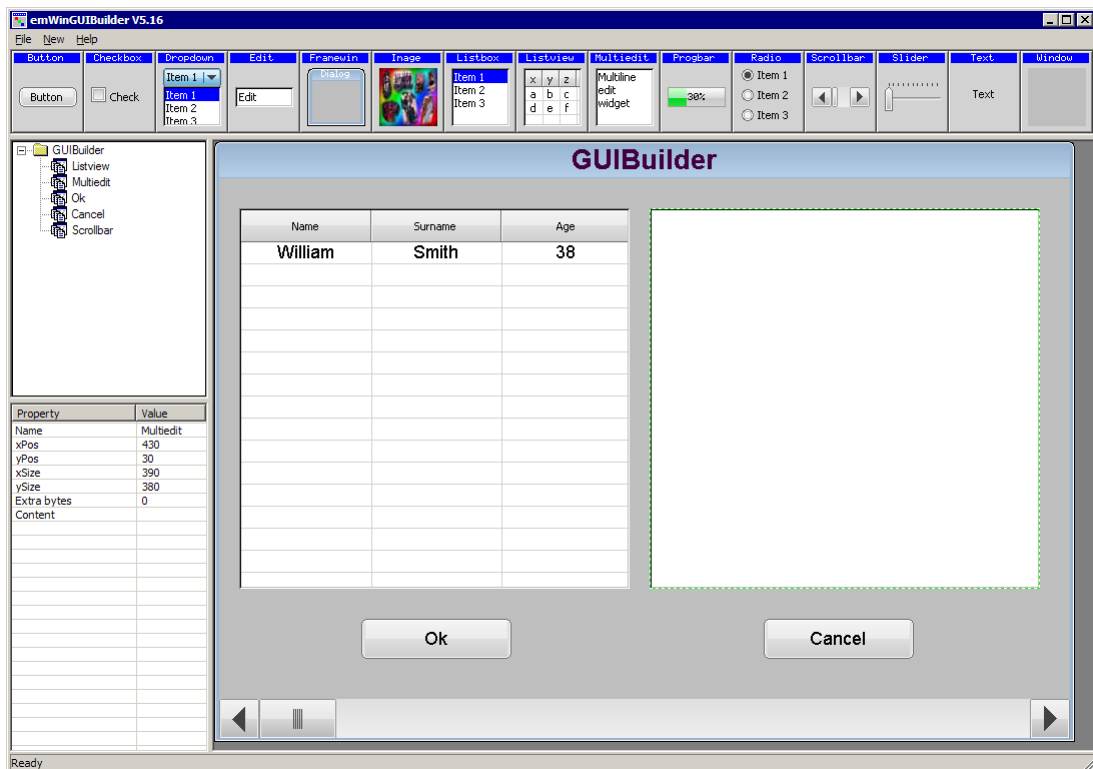 emWinGUIBuilder V5.16
File New Help
Button Checkbox Dropdown Edit Framewin Image Listbox Listview Multiedit Progbar Radio Scrollbar Slider Text Window
Button
Check
Item 1
Item 1
Item 2
Item 3
Edit
Dialog
Item 1
Item 2
Item 3
x y z
a b c
d e f
Multiline
edit
widget
30%
Item 1
Item 2
Item 3
Text
GUIBuilder
Listview
Multiedit
Ok
Cancel
Scrollbar
Property Value
Name Multiedit
xPos 430
yPos 30
xSize 390
ySize 380
Extra bytes 0
Content
GUIBuilder
Name Surname Age
William Smith 38
Ok Cancel
Ready